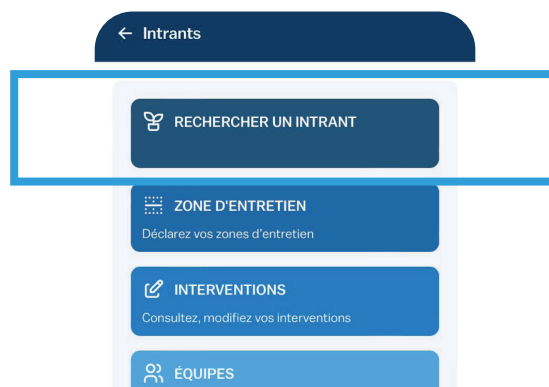 Intrants
RECHERCHER UN INTRANT
ZONE D'ENTRETIEN
Déclarez vos zones d'entretien
INTERVENTIONS
Consultez, modifiez vos interventions
ÉQUIPES